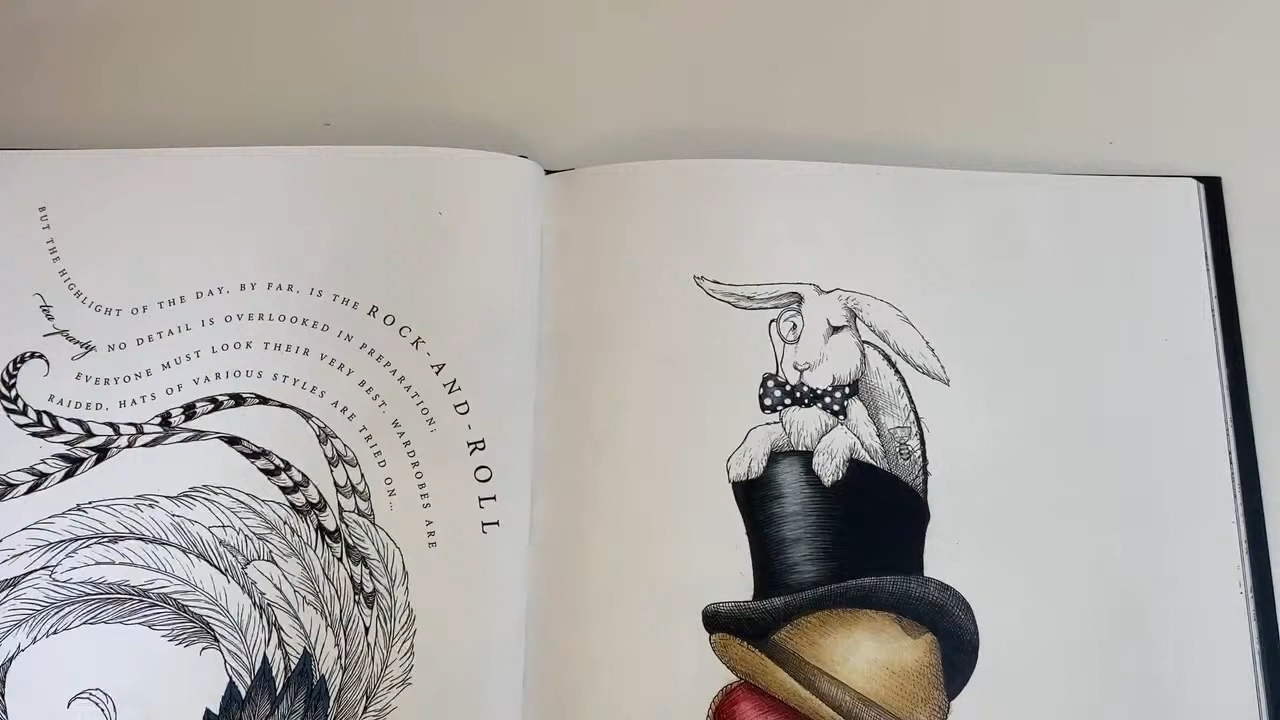 BUT THE HIGHLIGHT OF THE DAY, BY FAR, IS THE ROCK-AND-ROLL
tea party. NO DETAIL IS OVERLOOKED IN PREPARATION;
EVERYONE MUST LOOK THEIR VERY BEST. WARDROBES ARE
RAIDED, HATS OF VARIOUS STYLES ARE TRIED ON...